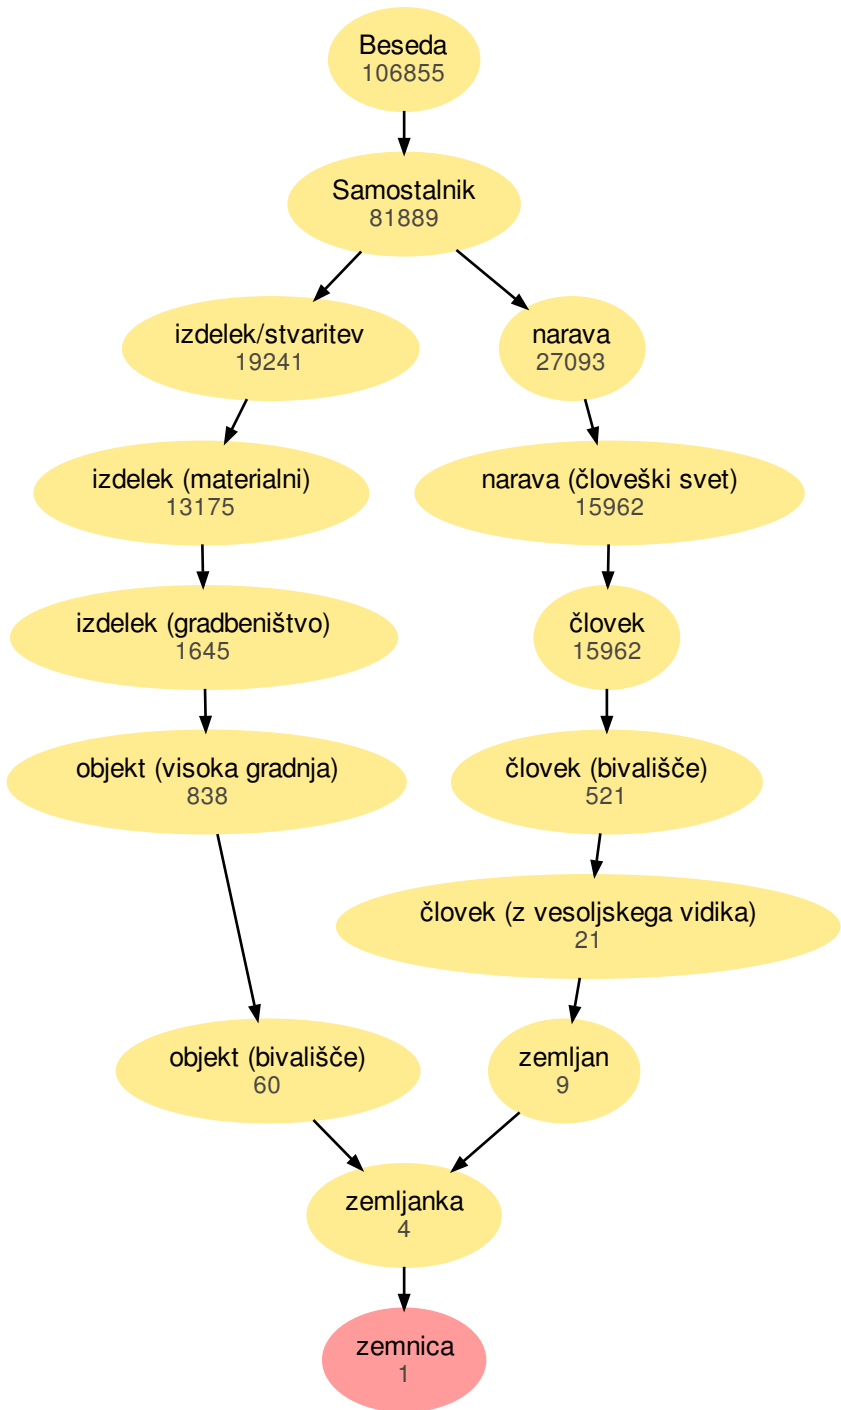 Beseda
106855
Samostalnik
81889
izdelek/stvaritev
19241
narava
27093
izdelek (materialni)
13175
narava (človeški svet)
15962
izdelek (gradbeništvo)
1645
človek
15962
objekt (visoka gradnja)
838
človek (bivališče)
521
človek (z vesoljskega vidika)
21
objekt (bivališče)
60
zemljan
9
zemljanka
4
zemnica
1